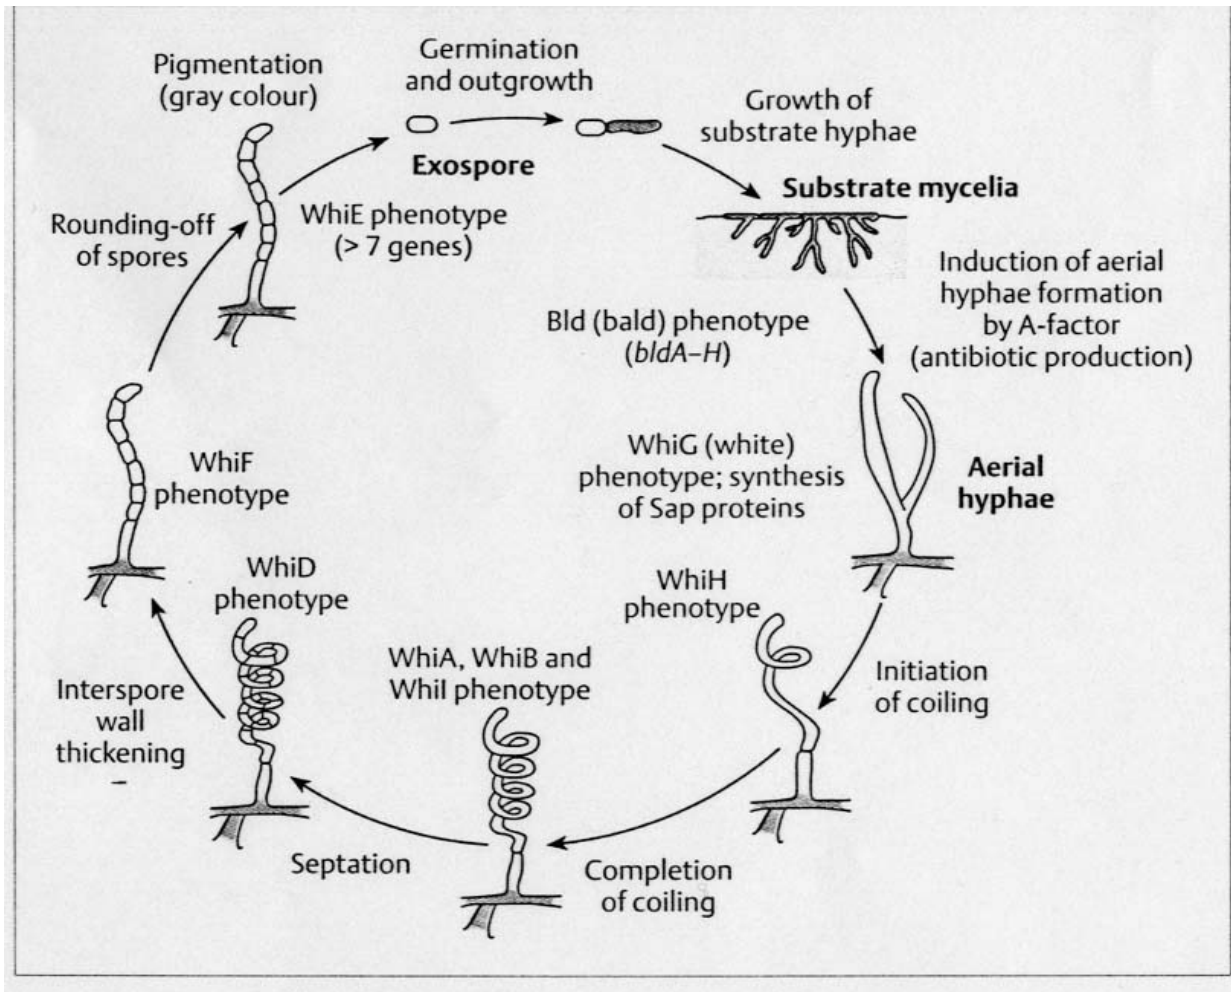 Pigmentation
(gray colour)
Germination
and outgrowth
Exospore
Growth of
substrate hyphae
Substrate mycelia
Rounding-off
of spores
WhiE phenotype
(> 7 genes)
Induction of aerial
hyphae formation
by A-factor
(antibiotic production)
Bld (bald) phenotype
(bldA–H)
WhiF
phenotype
WhiG (white)
phenotype; synthesis
of Sap proteins
Aerial
hyphae
WhiD
phenotype
WhiH
phenotype
WhiA, WhiB and
WhiI phenotype
Initiation
of coiling
Interspore
wall
thickening
Septation
Completion
of coiling